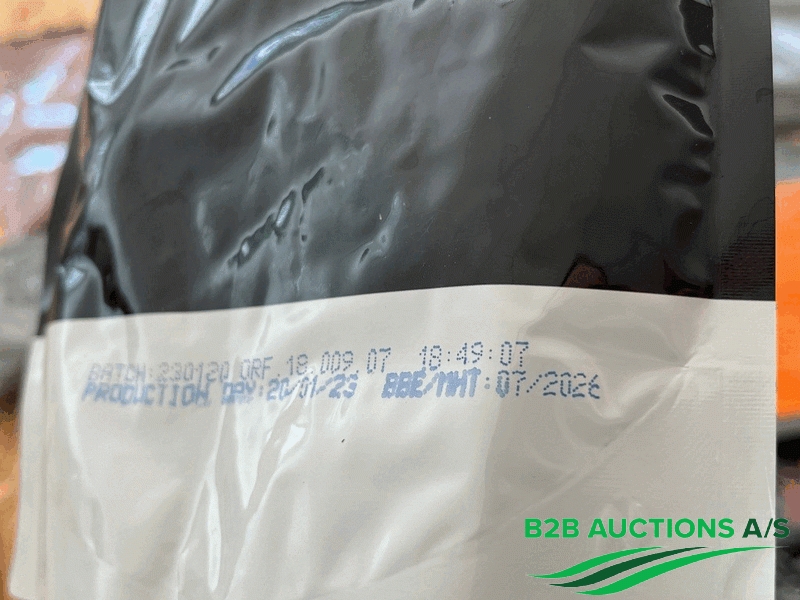 BATCH:230120 ORF 18 009 07 18:49:07
PRODUCTION DAY:20/01/23 BBE/MHT:07/2026
B2B AUCTIONS A/S